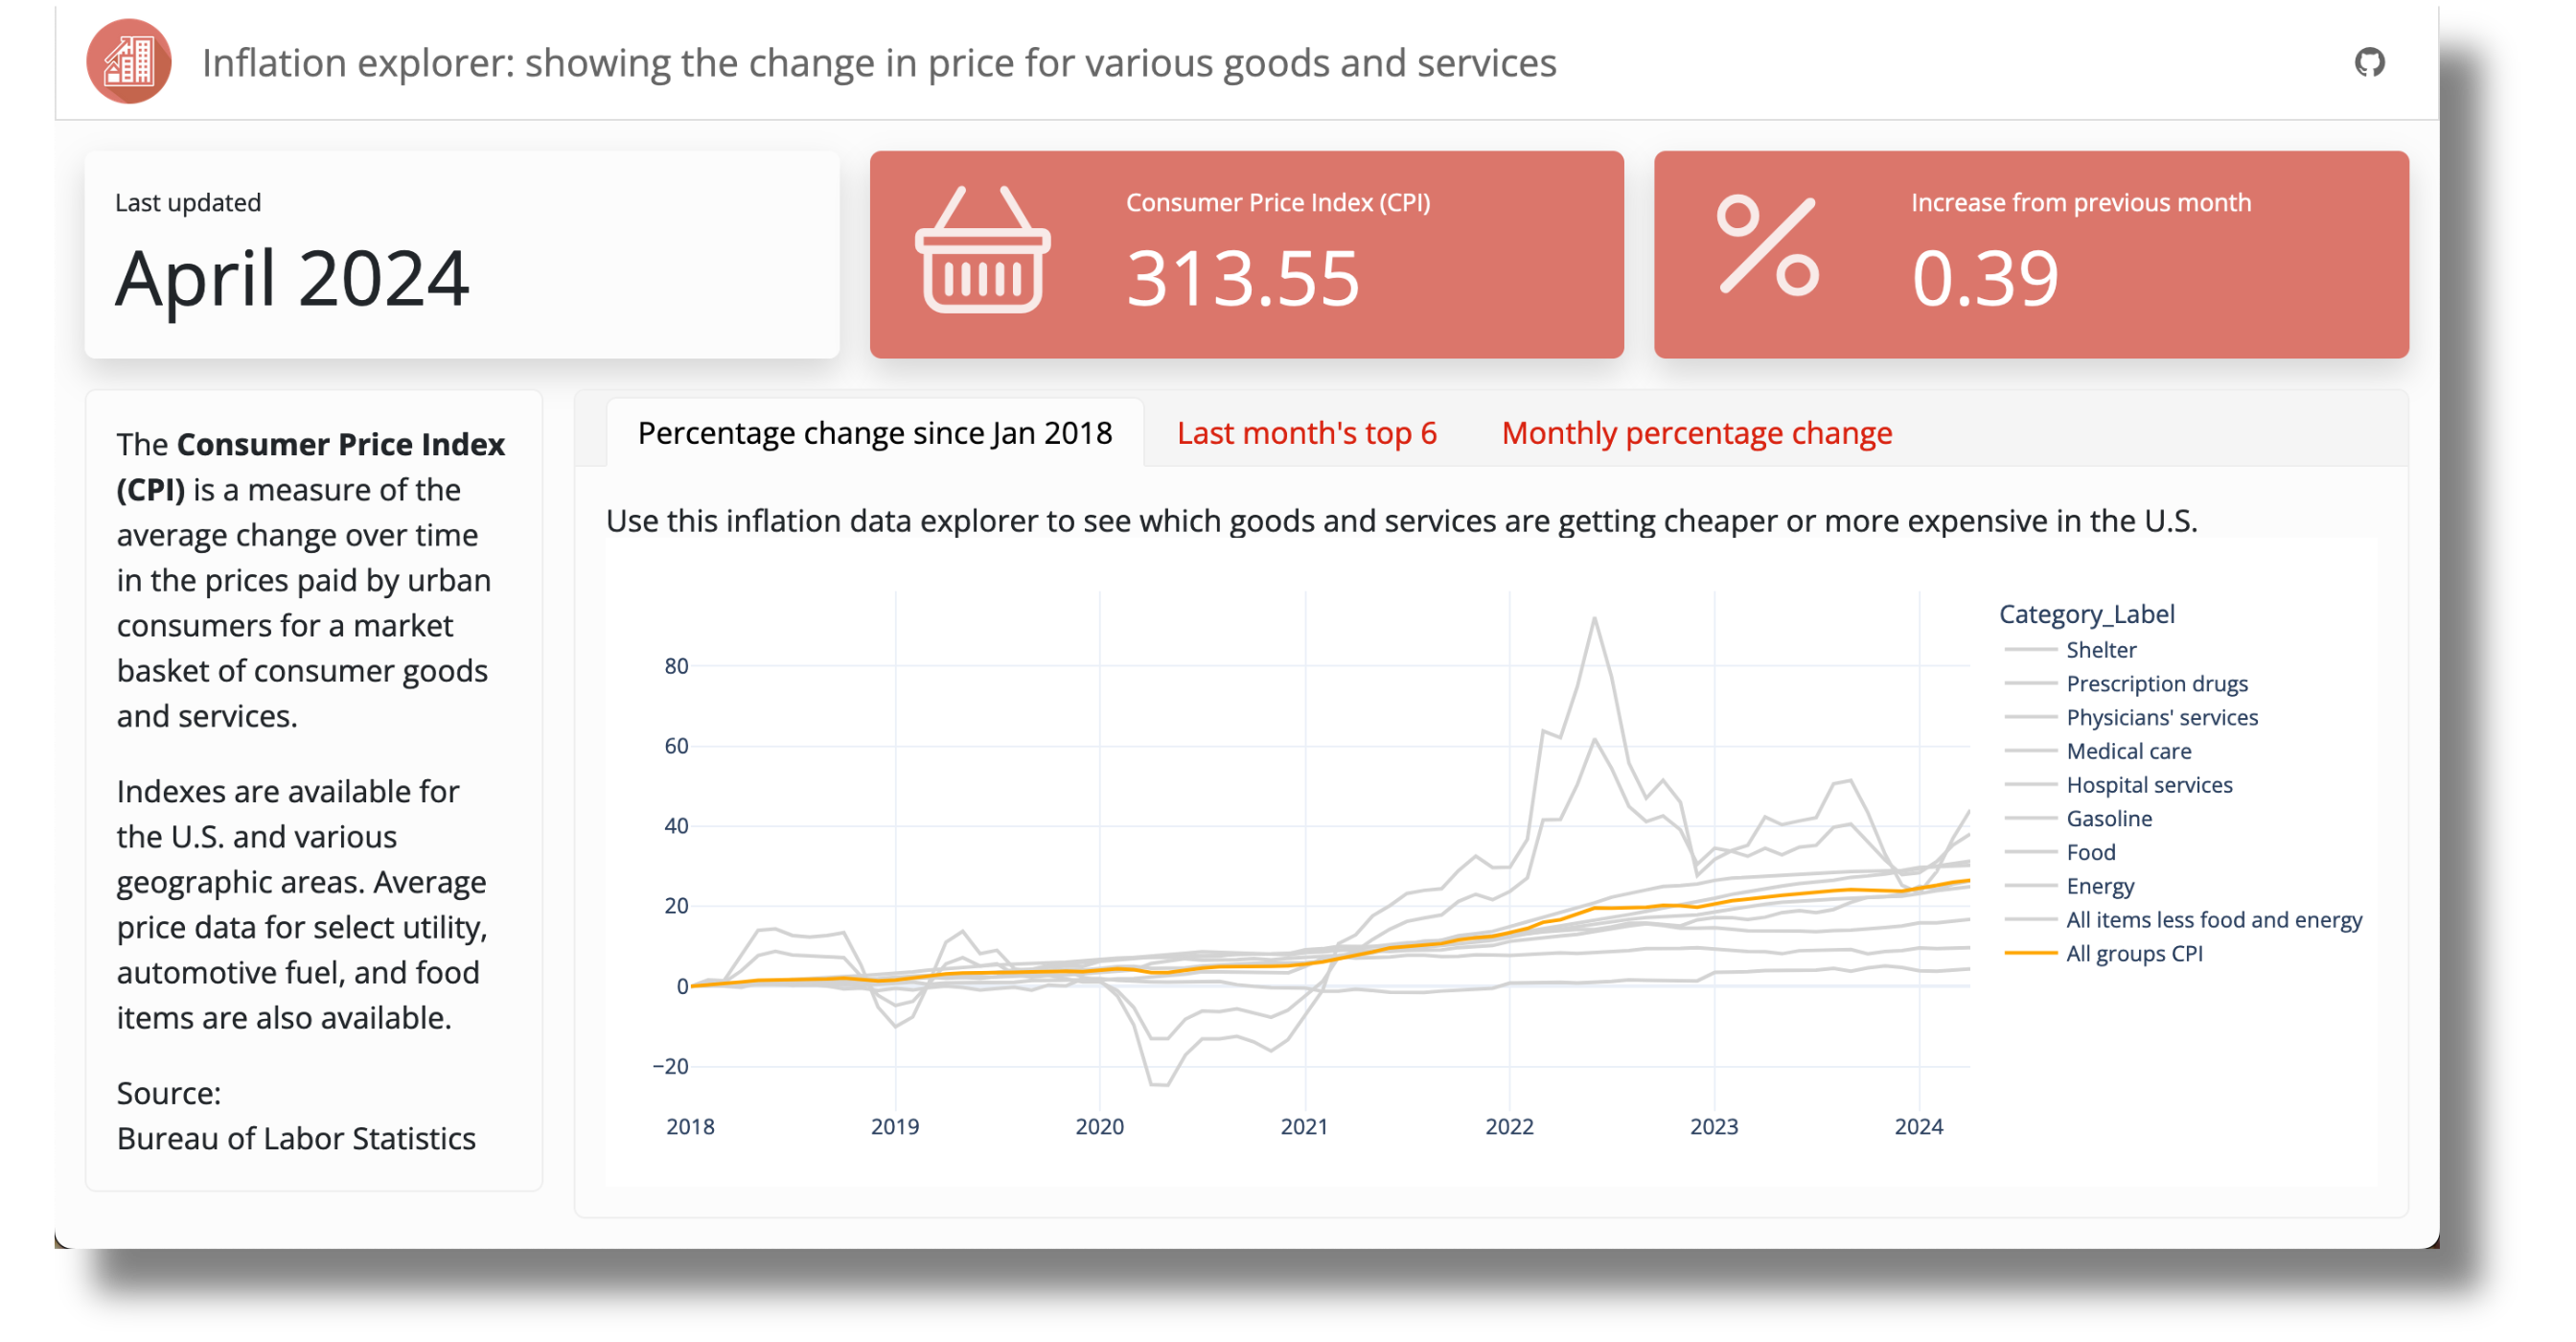 Inflation explorer: showing the change in price for various goods and services
Last updated
April 2024
Consumer Price Index (CPI)
313.55
Increase from previous month
0.39
The Consumer Price Index
(CPI) is a measure of the
average change over time
in the prices paid by urban
consumers for a market
basket of consumer goods
and services.
Indexes are available for
the U.S. and various
geographic areas. Average
price data for select utility,
automotive fuel, and food
items are also available.
Source:
Bureau of Labor Statistics
Percentage change since Jan 2018
Last month's top 6
Monthly percentage change
Use this inflation data explorer to see which goods and services are getting cheaper or more expensive in the U.S.
80
60
40
20
0
−20
2018
2019
2020
2021
2022
2023
2024
Category_Label
Shelter
Prescription drugs
Physicians' services
Medical care
Hospital services
Gasoline
Food
Energy
All items less food and energy
All groups CPI